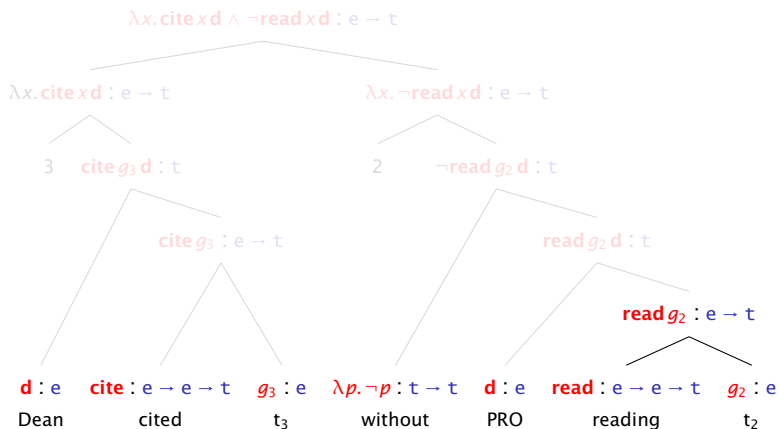 λx. cite x d ∧ ¬read x d : e → t
λx. cite x d : e → t λx. ¬read x d : e → t
3 cite g₃ d : t 2 ¬read g₂ d : t
cite g₃ : e → t read g₂ d : t
read g₂ : e → t
d : e cite : e → e → t g₃ : e λp. ¬p : t → t d : e read : e → e → t g₂ : e
Dean cited t₃ without PRO reading t₂